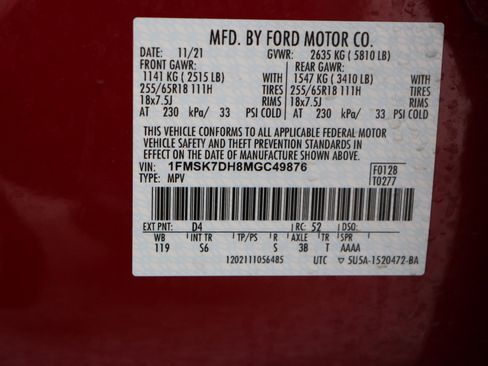 MFD. BY FORD MOTOR CO.
DATE: 11/21 GVWR: 2635 KG ( 5810 LB)
FRONT GAWR: REAR GAWR:
1141 KG ( 2515 LB) WITH 1547 KG ( 3410 LB) WITH
255/65R18 111H TIRES 255/65R18 111H TIRES
18x7.5J RIMS 18x7.5J RIMS
AT 230 kPa/ 33 PSI COLD AT 230 kPa/ 33 PSI COLD
THIS VEHICLE CONFORMS TO ALL APPLICABLE FEDERAL MOTOR
VEHICLE SAFETY AND THEFT PREVENTION STANDARDS IN
EFFECT ON THE DATE OF MANUFACTURE SHOWN ABOVE.
VIN: 1FMSK7DH8MGC49876 F0128
TYPE: MPV T0277
EXT PNT: D4 RC: 52 DSO:
WB INT TR TP/PS R AXLE TR SPR
119 S6 S 3B T AAAA
1202111056485 UTC ▽ 5U5A-1520472-BA